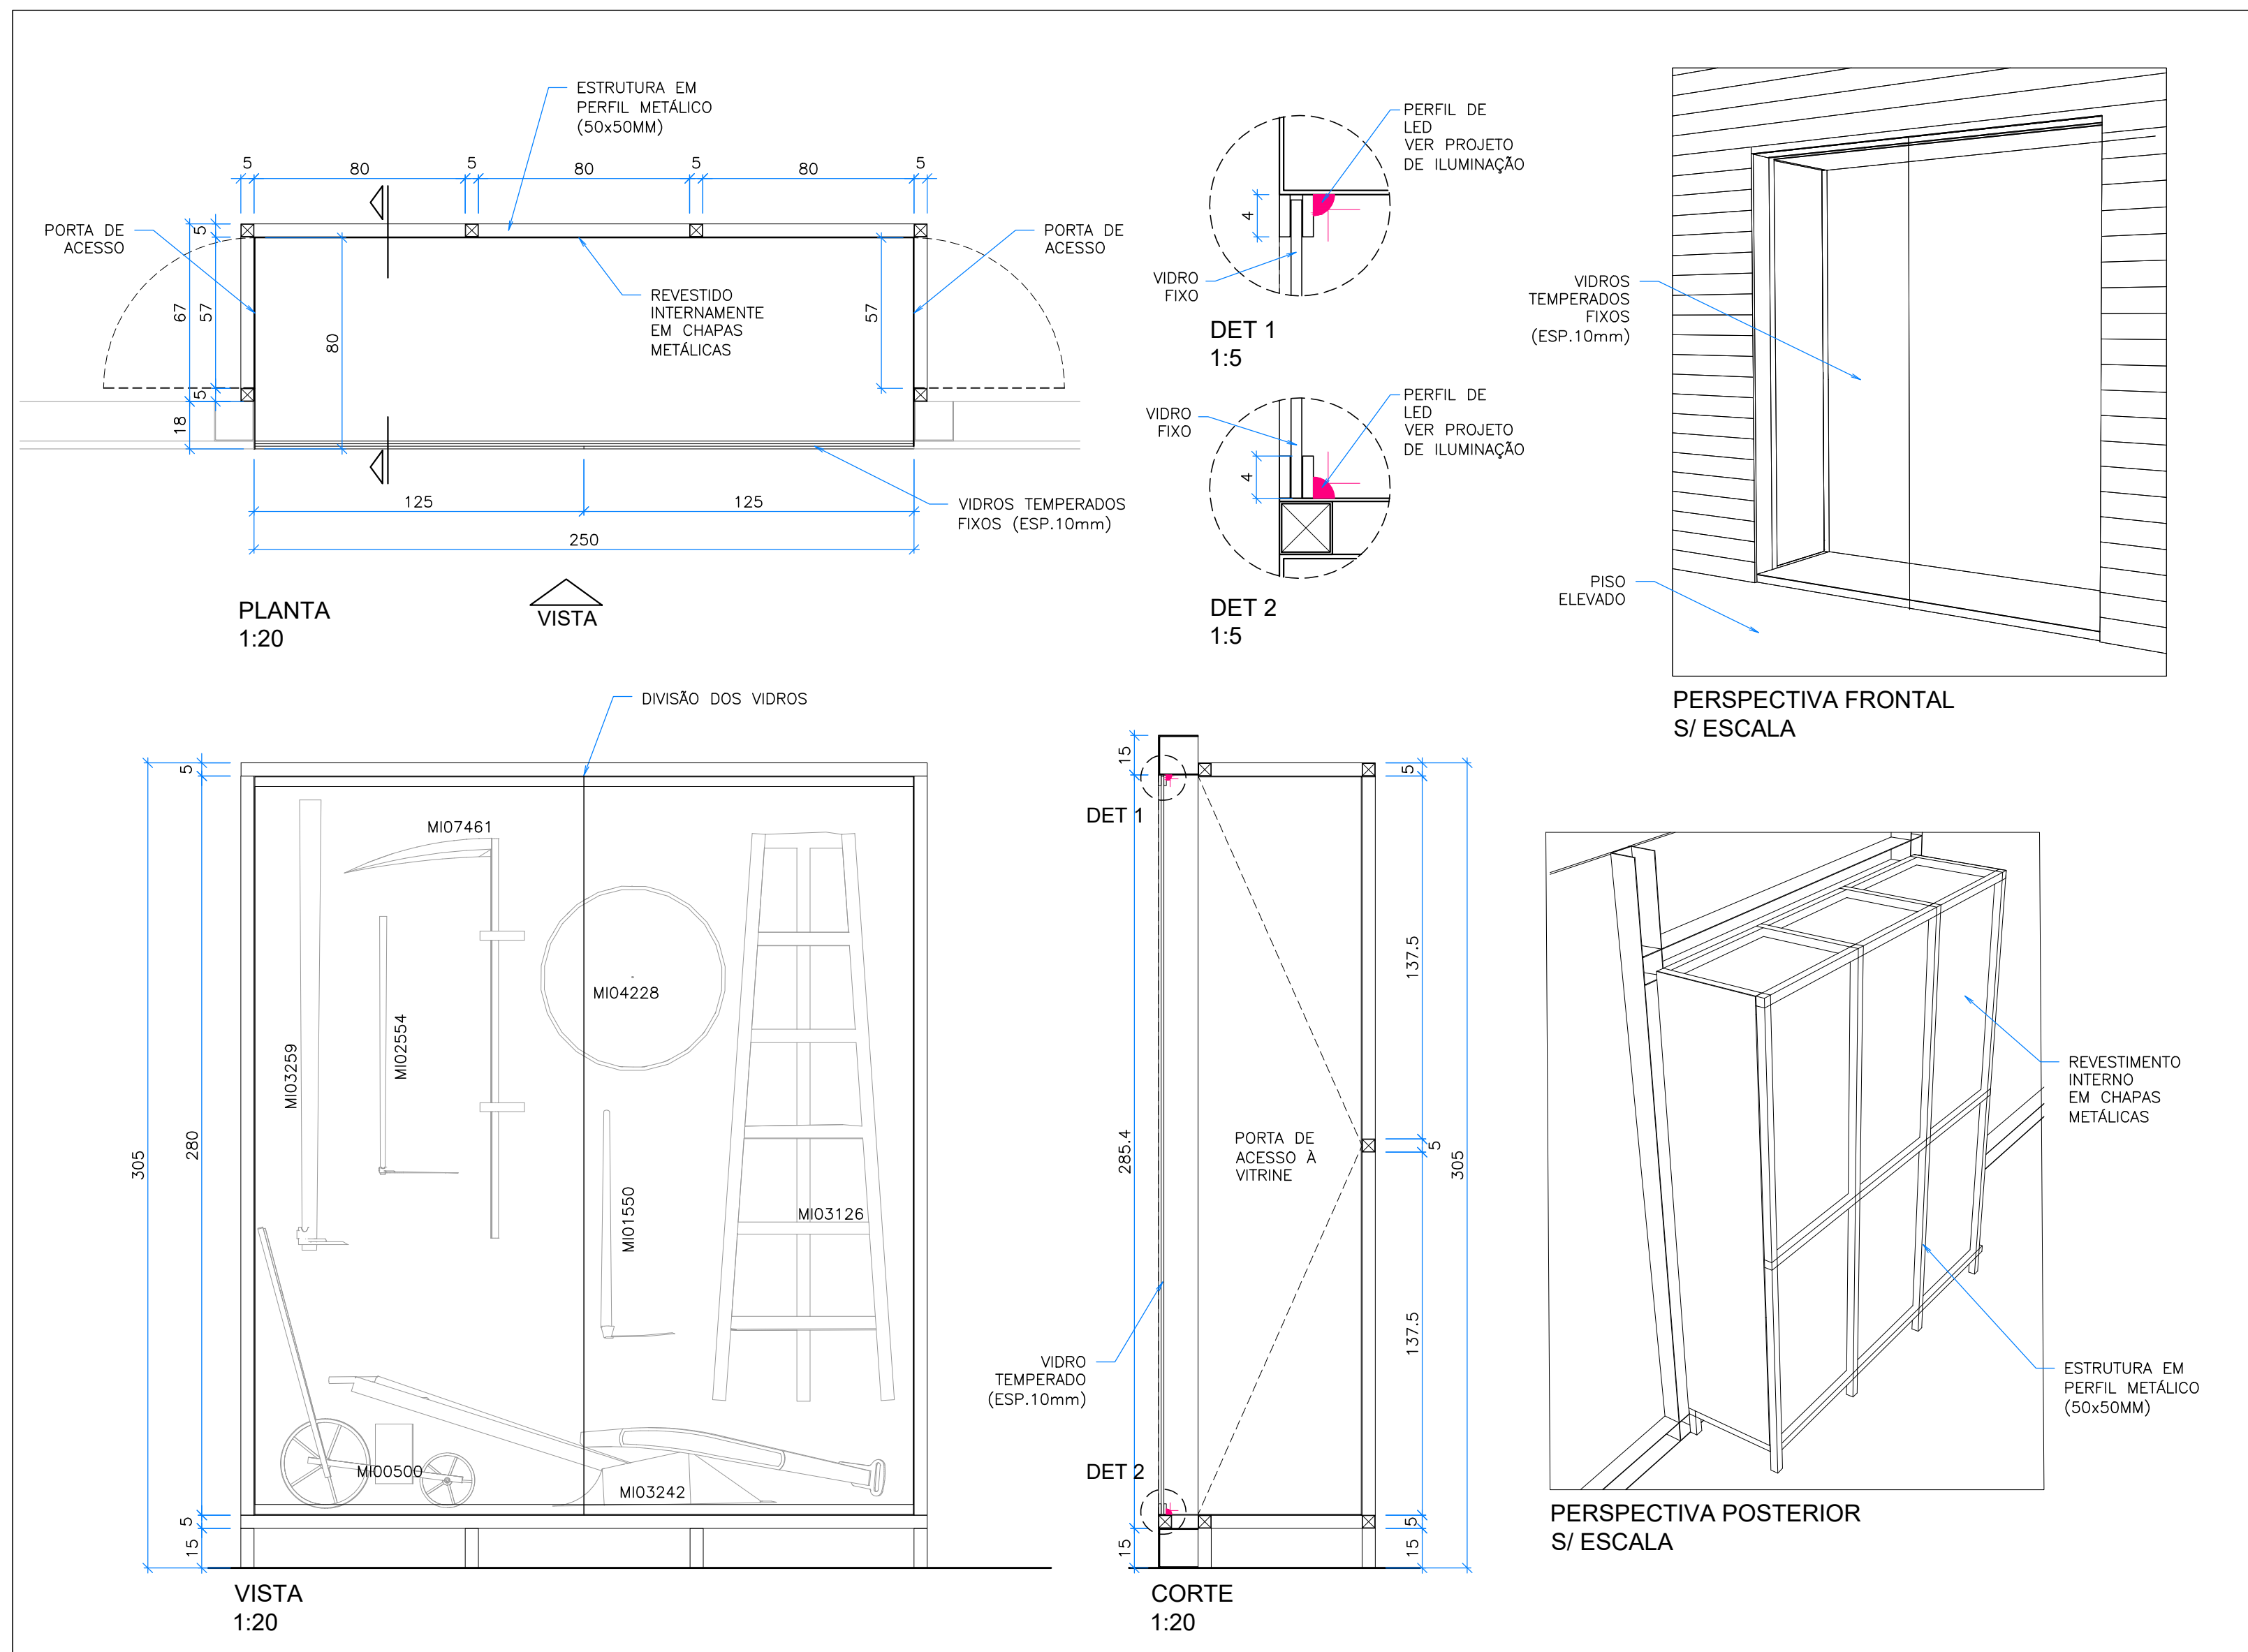 ESTRUTURA EM
PERFIL METÁLICO
(50x50MM)
5
80
5
80
5
80
5
PORTA DE
ACESSO
PORTA DE
ACESSO
5
67
57
80
57
5
18
REVESTIDO
INTERNAMENTE
EM CHAPAS
METÁLICAS
125
125
250
VIDROS TEMPERADOS
FIXOS (ESP.10mm)
PLANTA
1:20
VISTA
PERFIL DE
LED
VER PROJETO
DE ILUMINAÇÃO
4
VIDRO
FIXO
DET 1
1:5
VIDRO
FIXO
PERFIL DE
LED
VER PROJETO
DE ILUMINAÇÃO
4
DET 2
1:5
VIDROS
TEMPERADOS
FIXOS
(ESP.10mm)
PISO
ELEVADO
PERSPECTIVA FRONTAL
S/ ESCALA
DIVISÃO DOS VIDROS
5
305
280
5
15
MI07461
MI03259
MI02554
MI04228
MI01550
MI03126
MI00500
MI03242
VISTA
1:20
15
DET 1
285.4
PORTA DE
ACESSO À
VITRINE
VIDRO
TEMPERADO
(ESP.10mm)
DET 2
15
5
137.5
5
305
137.5
5
15
CORTE
1:20
REVESTIMENTO
INTERNO
EM CHAPAS
METÁLICAS
ESTRUTURA EM
PERFIL METÁLICO
(50x50MM)
PERSPECTIVA POSTERIOR
S/ ESCALA